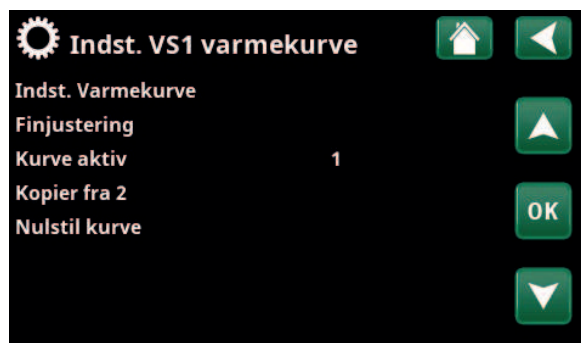 Indst. VS1 varmekurve
Indst. Varmekurve
Finjustering
Kurve aktiv 1
Kopier fra 2
OK
Nulstil kurve